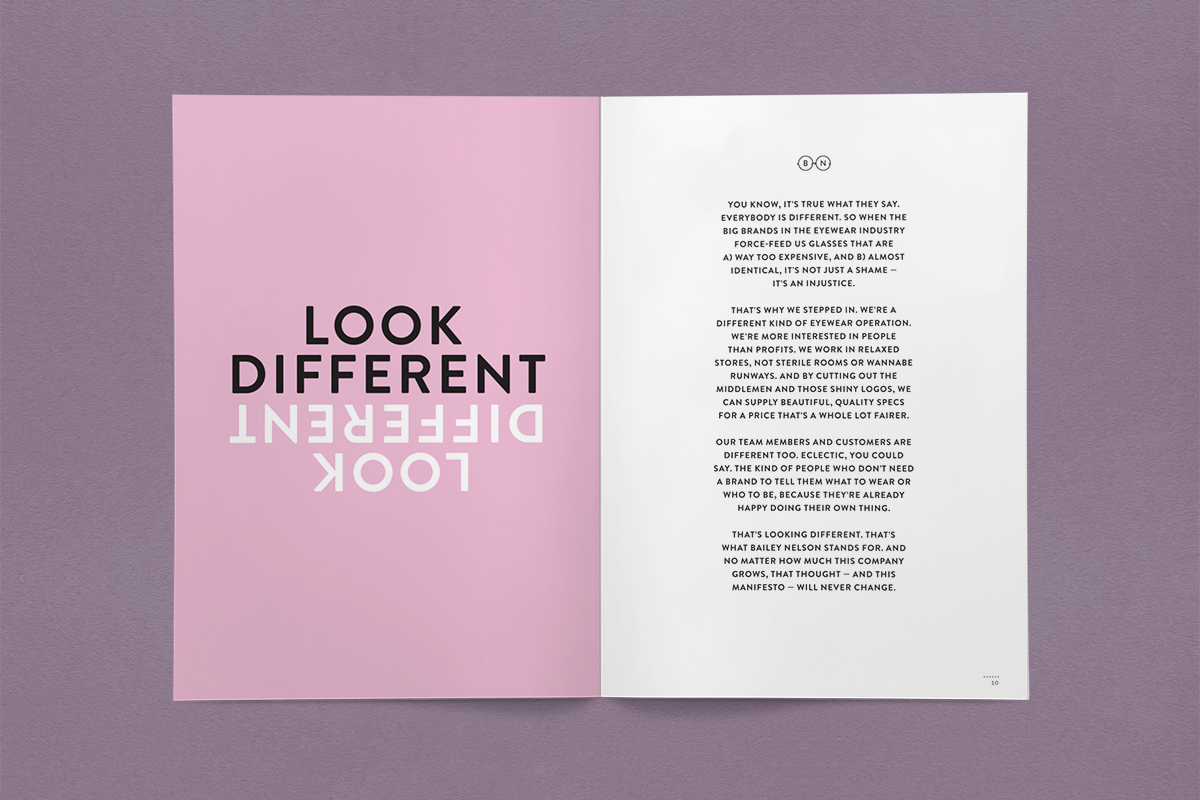 LOOK
DIFFERENT
DIFFERENT
LOOK
B N
YOU KNOW, IT'S TRUE WHAT THEY SAY.
EVERYBODY IS DIFFERENT. SO WHEN THE
BIG BRANDS IN THE EYEWEAR INDUSTRY
FORCE-FEED US GLASSES THAT ARE
A) WAY TOO EXPENSIVE, AND B) ALMOST
IDENTICAL, IT'S NOT JUST A SHAME –
IT'S AN INJUSTICE.
THAT'S WHY WE STEPPED IN. WE'RE A
DIFFERENT KIND OF EYEWEAR OPERATION.
WE'RE MORE INTERESTED IN PEOPLE
THAN PROFITS. WE WORK IN RELAXED
STORES, NOT STERILE ROOMS OR WANNABE
RUNWAYS. AND BY CUTTING OUT THE
MIDDLEMEN AND THOSE SHINY LOGOS, WE
CAN SUPPLY BEAUTIFUL, QUALITY SPECS
FOR A PRICE THAT'S A WHOLE LOT FAIRER.
OUR TEAM MEMBERS AND CUSTOMERS ARE
DIFFERENT TOO. ECLECTIC, YOU COULD
SAY. THE KIND OF PEOPLE WHO DON'T NEED
A BRAND TO TELL THEM WHAT TO WEAR OR
WHO TO BE, BECAUSE THEY'RE ALREADY
HAPPY DOING THEIR OWN THING.
THAT'S LOOKING DIFFERENT. THAT'S
WHAT BAILEY NELSON STANDS FOR. AND
NO MATTER HOW MUCH THIS COMPANY
GROWS, THAT THOUGHT – AND THIS
MANIFESTO – WILL NEVER CHANGE.
10